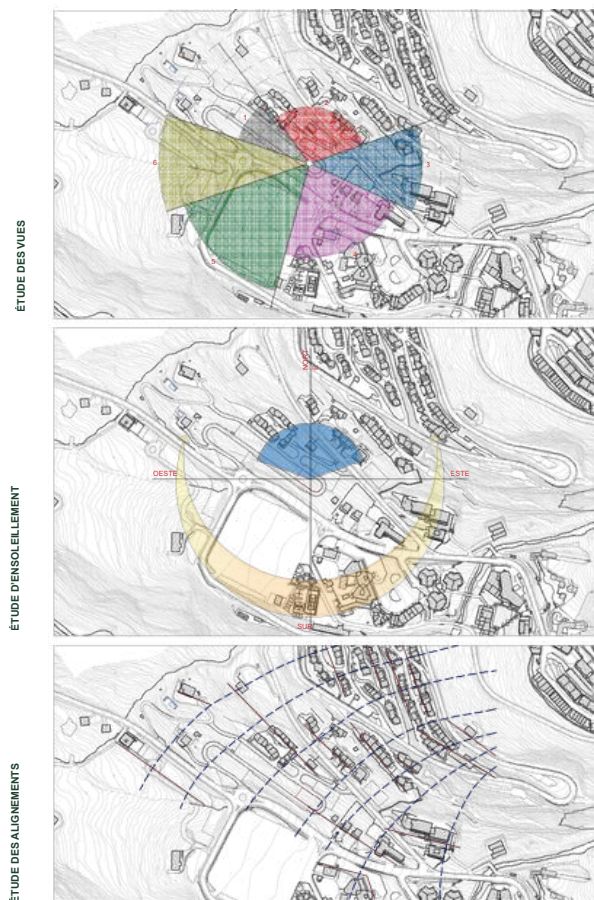 ÉTUDE DES VUES
1
2
3
4
5
6
ÉTUDE D'ENSOLEILLEMENT
OESTE
ESTE
SUR
ÉTUDE DES ALIGNEMENTS